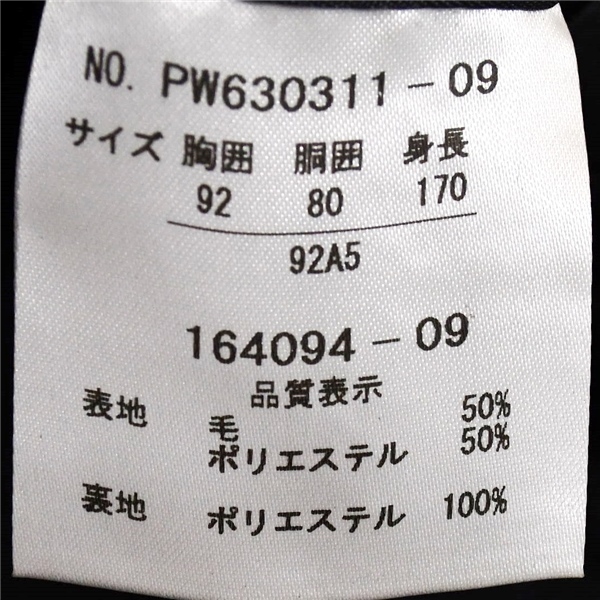 NO. PW630311-09
サイズ 胸囲 胴囲 身長
92 80 170
92A5
164094-09
品質表示
表地 毛 50%
ポリエステル 50%
裏地 ポリエステル 100%